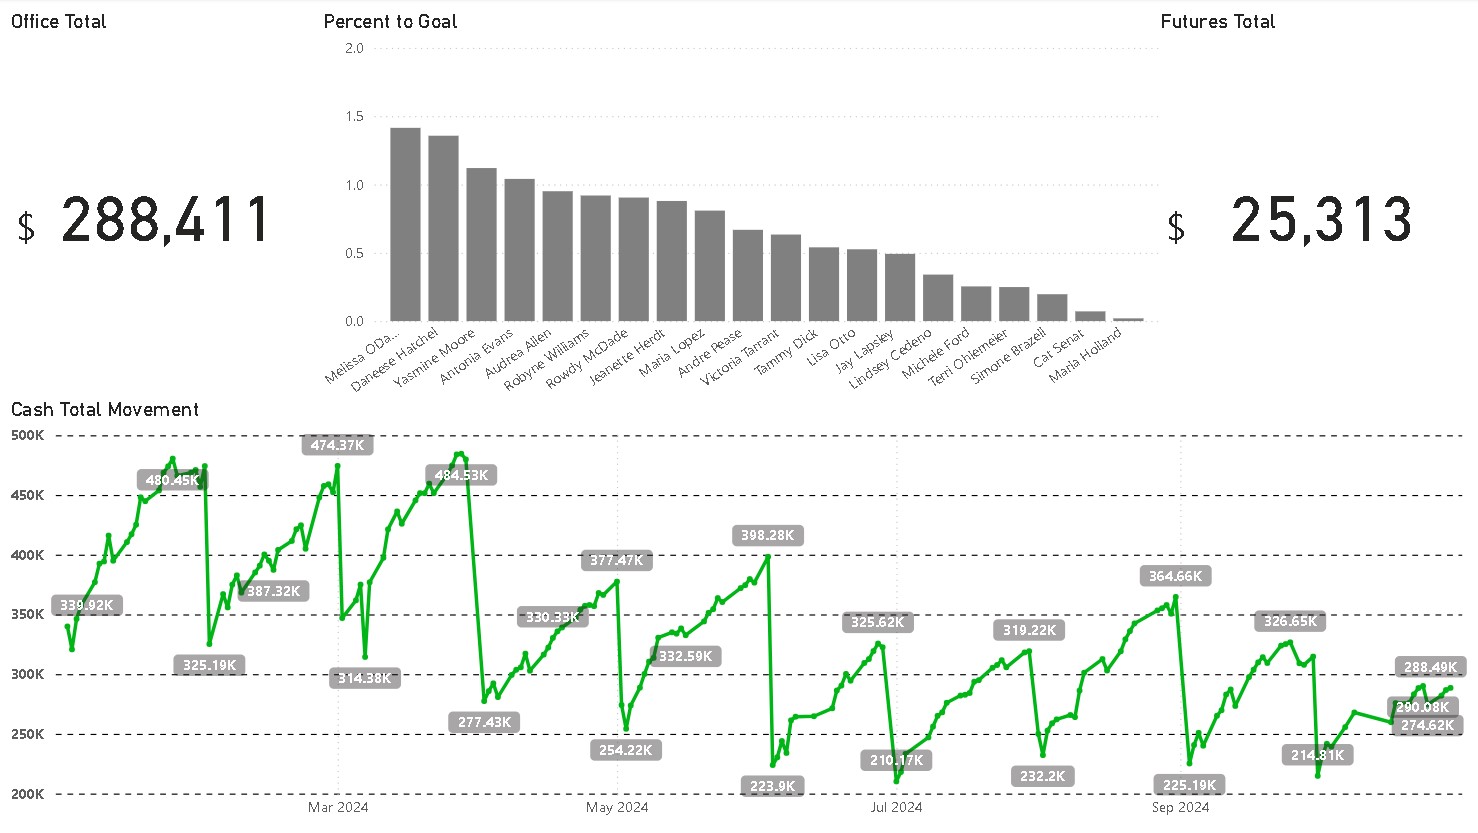 Office Total
Percent to Goal
Futures Total
2.0
1.5
1.0
0.5
0.0
$ 288,411
$ 25,313
Melissa ODa...
Daneese Hatchel
Yasmine Moore
Antonia Evans
Audrea Allen
Robyne Williams
Rowdy McDade
Jeanette Herdt
Maria Lopez
Andre Pease
Victoria Tarrant
Tammy Dick
Lisa Otto
Jay Lapsley
Lindsey Cedeno
Michele Ford
Terri Ohlemeier
Simone Brazell
Cat Senat
Marla Holland
Cash Total Movement
500K
450K
400K
350K
300K
250K
200K
339.92K
480.45K
325.19K
387.32K
474.37K
314.38K
484.53K
277.43K
330.33K
377.47K
254.22K
332.59K
398.28K
223.9K
325.62K
210.17K
319.22K
232.2K
364.66K
225.19K
326.65K
214.81K
288.49K
290.08K
274.62K
Mar 2024
May 2024
Jul 2024
Sep 2024